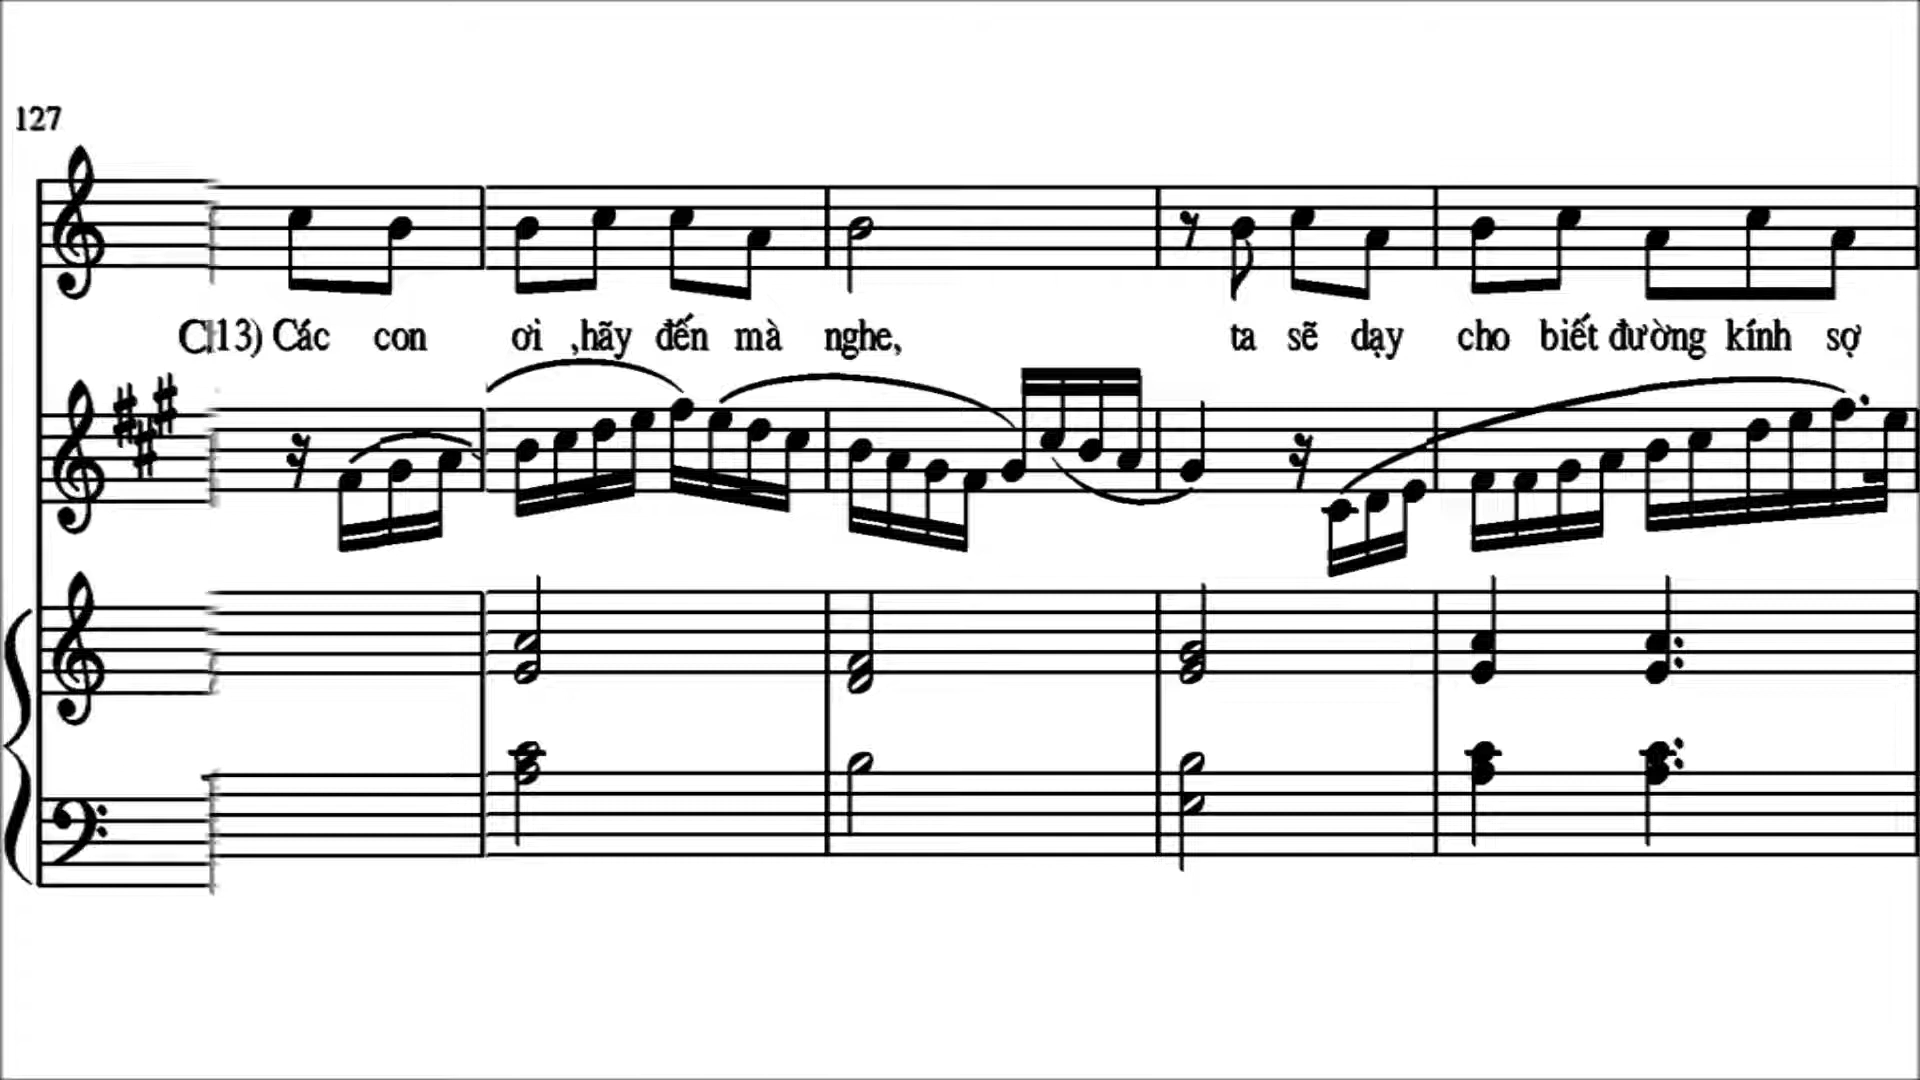 127
C(13) Các con ơi ,hãy đến mà nghe, ta sẽ dạy cho biết đường kính sợ